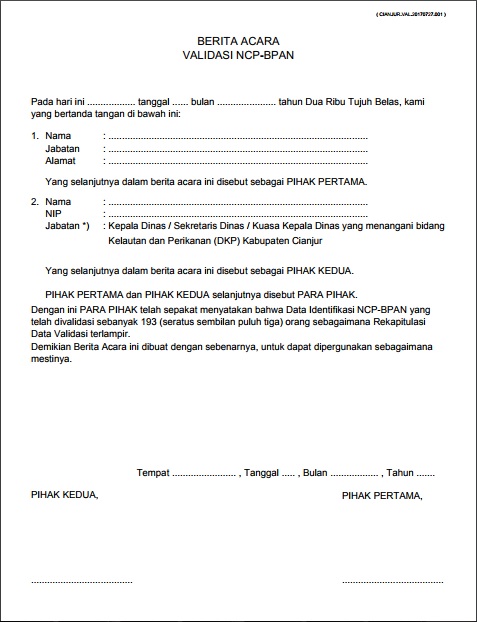 ( CIANJUR.VAL.20170727.001 )
BERITA ACARA
VALIDASI NCP-BPAN
Pada hari ini .................. tanggal ...... bulan ...................... tahun Dua Ribu Tujuh Belas, kami
yang bertanda tangan di bawah ini:
1. Nama : ................................................................................................
Jabatan : ................................................................................................
Alamat : ................................................................................................
Yang selanjutnya dalam berita acara ini disebut sebagai PIHAK PERTAMA.
2. Nama : ................................................................................................
NIP : ................................................................................................
Jabatan *) : Kepala Dinas / Sekretaris Dinas / Kuasa Kepala Dinas yang menangani bidang
Kelautan dan Perikanan (DKP) Kabupaten Cianjur
Yang selanjutnya dalam berita acara ini disebut sebagai PIHAK KEDUA.
PIHAK PERTAMA dan PIHAK KEDUA selanjutnya disebut PARA PIHAK.
Dengan ini PARA PIHAK telah sepakat menyatakan bahwa Data Identifikasi NCP-BPAN yang
telah divalidasi sebanyak 193 (seratus sembilan puluh tiga) orang sebagaimana Rekapitulasi
Data Validasi terlampir.
Demikian Berita Acara ini dibuat dengan sebenarnya, untuk dapat dipergunakan sebagaimana
mestinya.
Tempat ........................ , Tanggal ..... , Bulan .................. , Tahun .......
PIHAK KEDUA, PIHAK PERTAMA,
...................................... ......................................